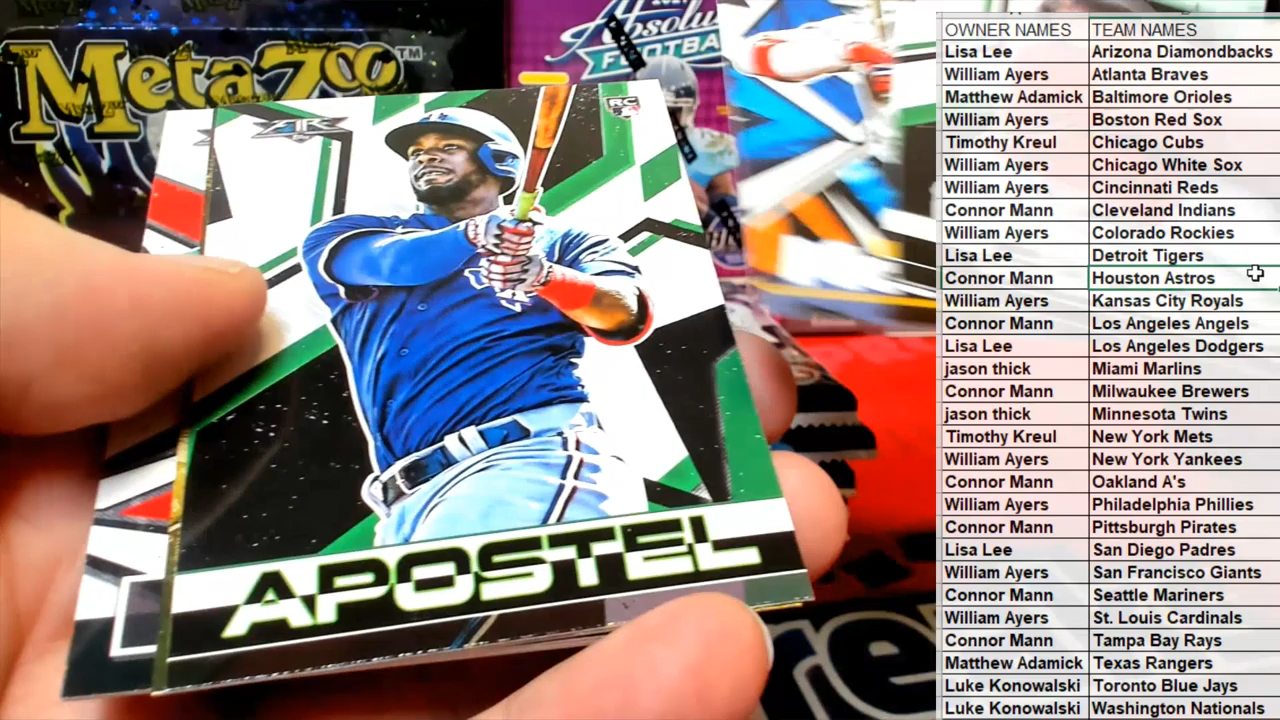 MetaZoo™
Absolute
FOOTBALL
FIRE
RC
APOSTEL
OWNER NAMES TEAM NAMES
Lisa Lee Arizona Diamondbacks
William Ayers Atlanta Braves
Matthew Adamick Baltimore Orioles
William Ayers Boston Red Sox
Timothy Kreul Chicago Cubs
William Ayers Chicago White Sox
William Ayers Cincinnati Reds
Connor Mann Cleveland Indians
William Ayers Colorado Rockies
Lisa Lee Detroit Tigers
Connor Mann Houston Astros
William Ayers Kansas City Royals
Connor Mann Los Angeles Angels
Lisa Lee Los Angeles Dodgers
jason thick Miami Marlins
Connor Mann Milwaukee Brewers
jason thick Minnesota Twins
Timothy Kreul New York Mets
William Ayers New York Yankees
Connor Mann Oakland A's
William Ayers Philadelphia Phillies
Connor Mann Pittsburgh Pirates
Lisa Lee San Diego Padres
William Ayers San Francisco Giants
Connor Mann Seattle Mariners
William Ayers St. Louis Cardinals
Connor Mann Tampa Bay Rays
Matthew Adamick Texas Rangers
Luke Konowalski Toronto Blue Jays
Luke Konowalski Washington Nationals